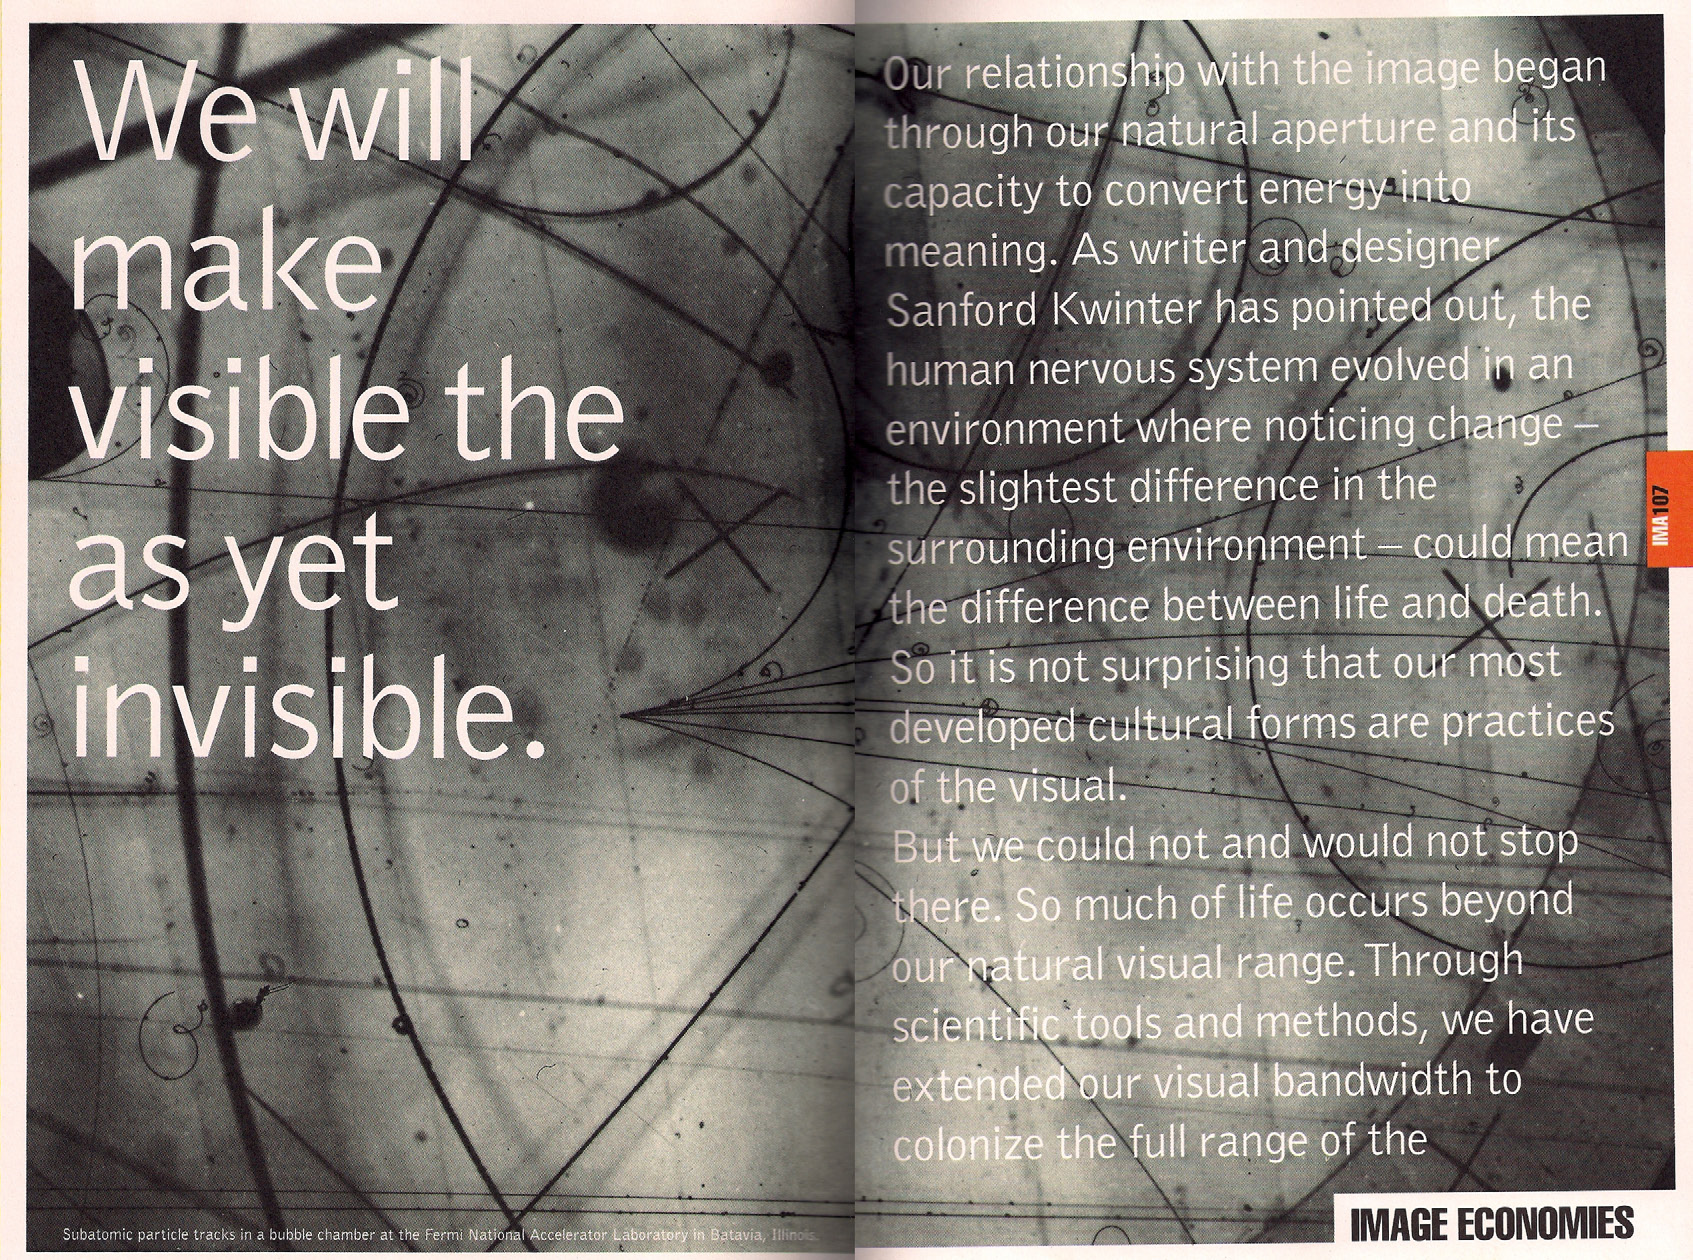 We will
make
visible the
as yet
invisible.
Subatomic particle tracks in a bubble chamber at the Fermi National Accelerator Laboratory in Batavia, Illinois.
Our relationship with the image began
through our natural aperture and its
capacity to convert energy into
meaning. As writer and designer
Sanford Kwinter has pointed out, the
human nervous system evolved in an
environment where noticing change –
the slightest difference in the
surrounding environment – could mean
the difference between life and death.
So it is not surprising that our most
developed cultural forms are practices
of the visual.
But we could not and would not stop
there. So much of life occurs beyond
our natural visual range. Through
scientific tools and methods, we have
extended our visual bandwidth to
colonize the full range of the
IMA107
IMAGE ECONOMIES